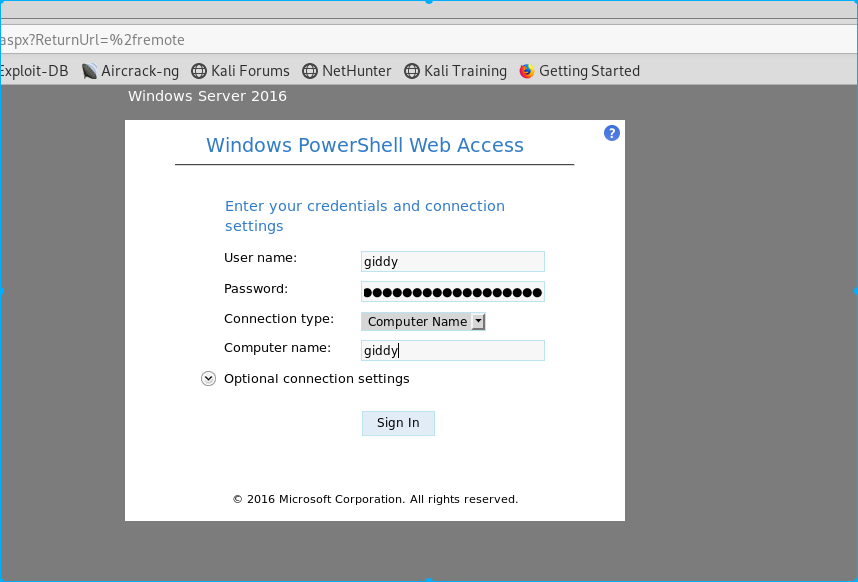 aspx?ReturnUrl=%2fremote
Exploit-DB Aircrack-ng Kali Forums NetHunter Kali Training Getting Started
Windows Server 2016
Windows PowerShell Web Access
?
Enter your credentials and connection
settings
User name: giddy
Password: ●●●●●●●●●●●●●●●●●●
Connection type: Computer Name
Computer name: giddy
Optional connection settings
Sign In
© 2016 Microsoft Corporation. All rights reserved.